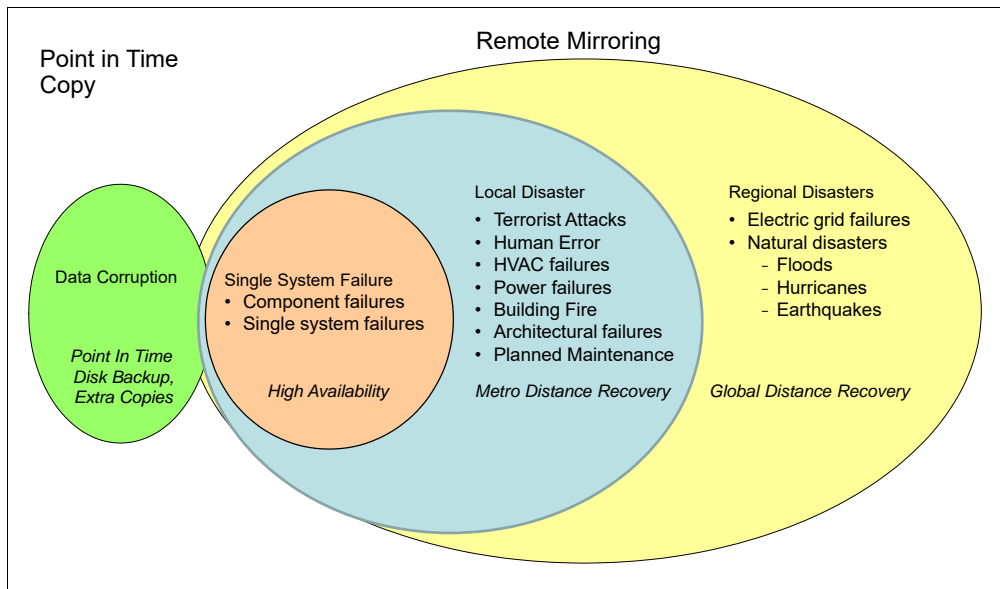 Point in Time
Copy
Remote Mirroring
Data Corruption
Point In Time
Disk Backup,
Extra Copies
Single System Failure
• Component failures
• Single system failures
High Availability
Local Disaster
• Terrorist Attacks
• Human Error
• HVAC failures
• Power failures
• Building Fire
• Architectural failures
• Planned Maintenance
Metro Distance Recovery
Regional Disasters
• Electric grid failures
• Natural disasters
– Floods
– Hurricanes
– Earthquakes
Global Distance Recovery